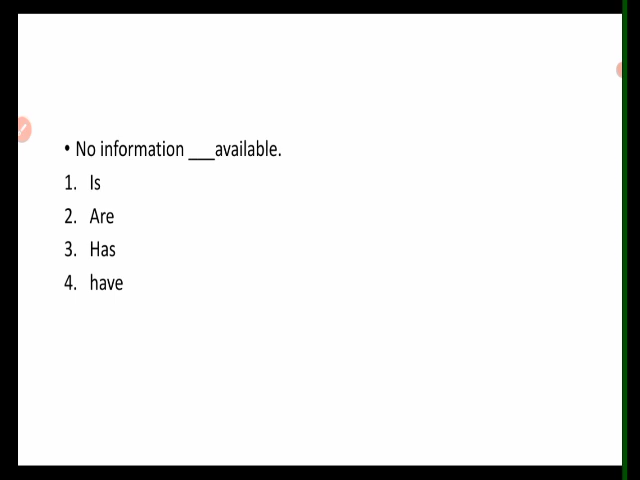 • No information ___available.
1. Is
2. Are
3. Has
4. have